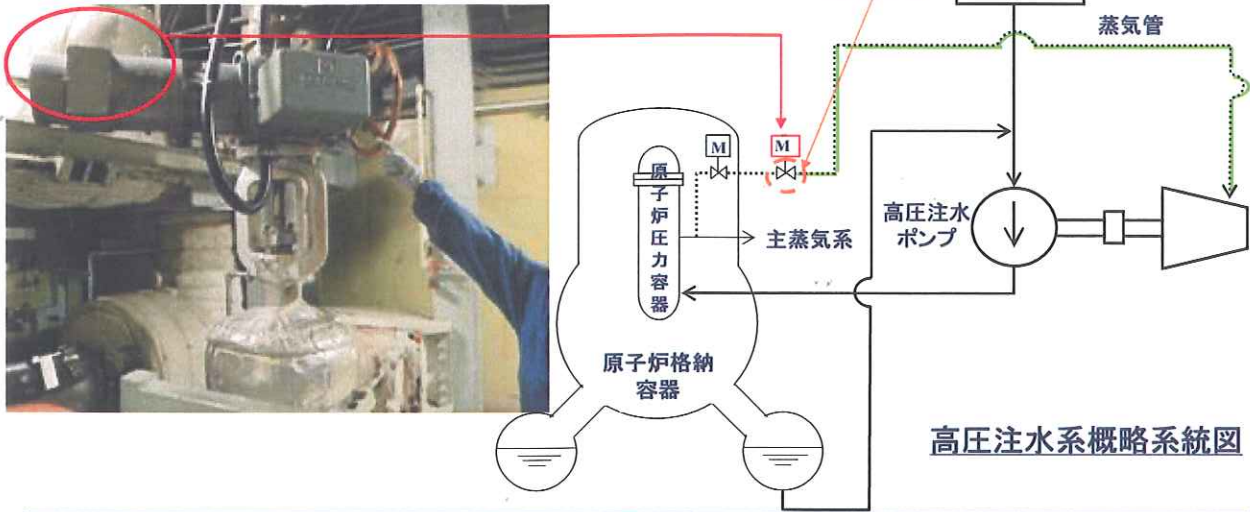 蒸気管
M
M
原子炉圧力容器
高圧注水
ポンプ
主蒸気系
原子炉格納
容器
高圧注水系概略系統図